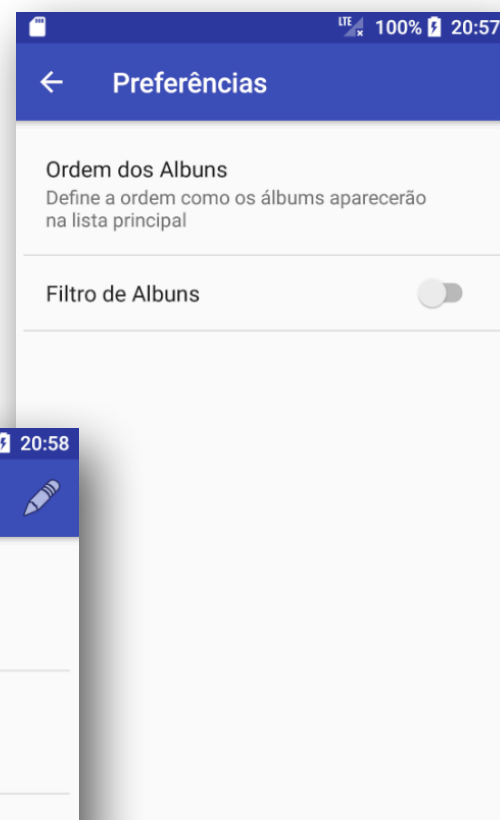 LTE 100% 20:57
Preferências
Ordem dos Albuns
Define a ordem como os álbums aparecerão
na lista principal
Filtro de Albuns
20:58